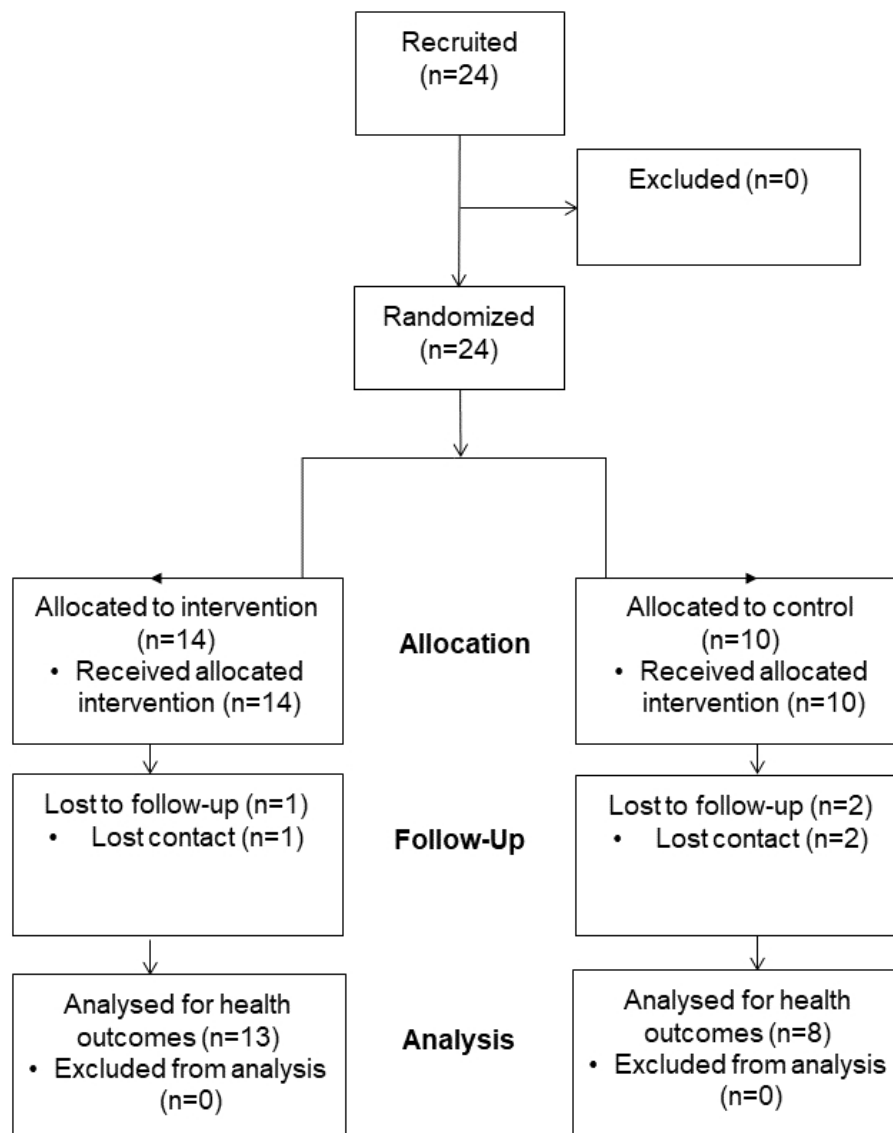 Recruited
(n=24)
Excluded (n=0)
Randomized
(n=24)
Allocated to intervention
(n=14)
• Received allocated
intervention (n=14)
Allocation
Allocated to control
(n=10)
• Received allocated
intervention (n=10)
Lost to follow-up (n=1)
• Lost contact (n=1)
Follow-Up
Lost to follow-up (n=2)
• Lost contact (n=2)
Analysed for health
outcomes (n=13)
• Excluded from analysis
(n=0)
Analysis
Analysed for health
outcomes (n=8)
• Excluded from analysis
(n=0)